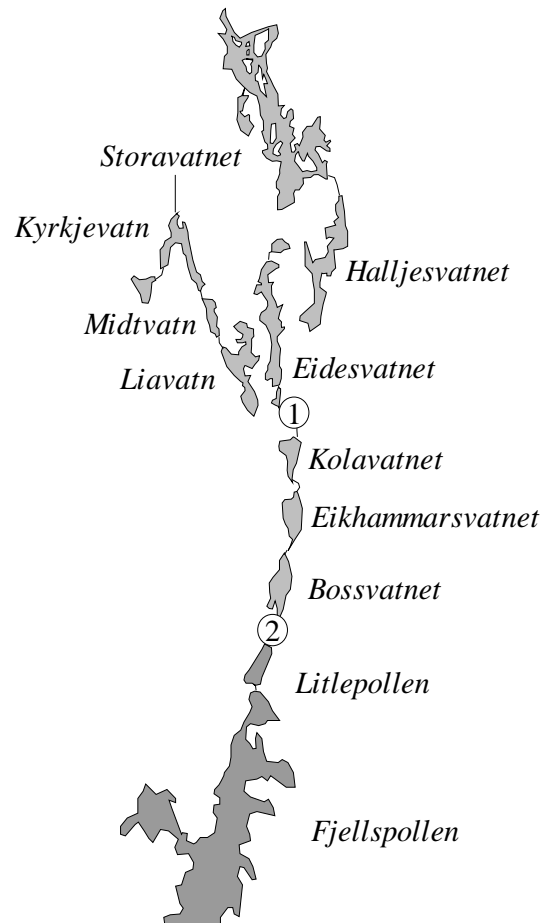 Storavatnet
Kyrkjevatn
Halljesvatnet
Midtvatn
Liavatn
Eidesvatnet
1
Kolavatnet
Eikhammarsvatnet
Bossvatnet
2
Litlepollen
Fjellspollen